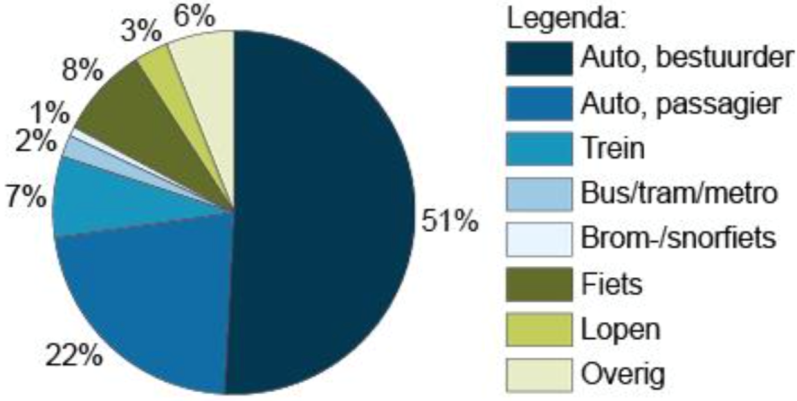 6%
3%
8%
1%
2%
7%
22%
51%
Legenda:
Auto, bestuurder
Auto, passagier
Trein
Bus/tram/metro
Brom-/snorfiets
Fiets
Lopen
Overig